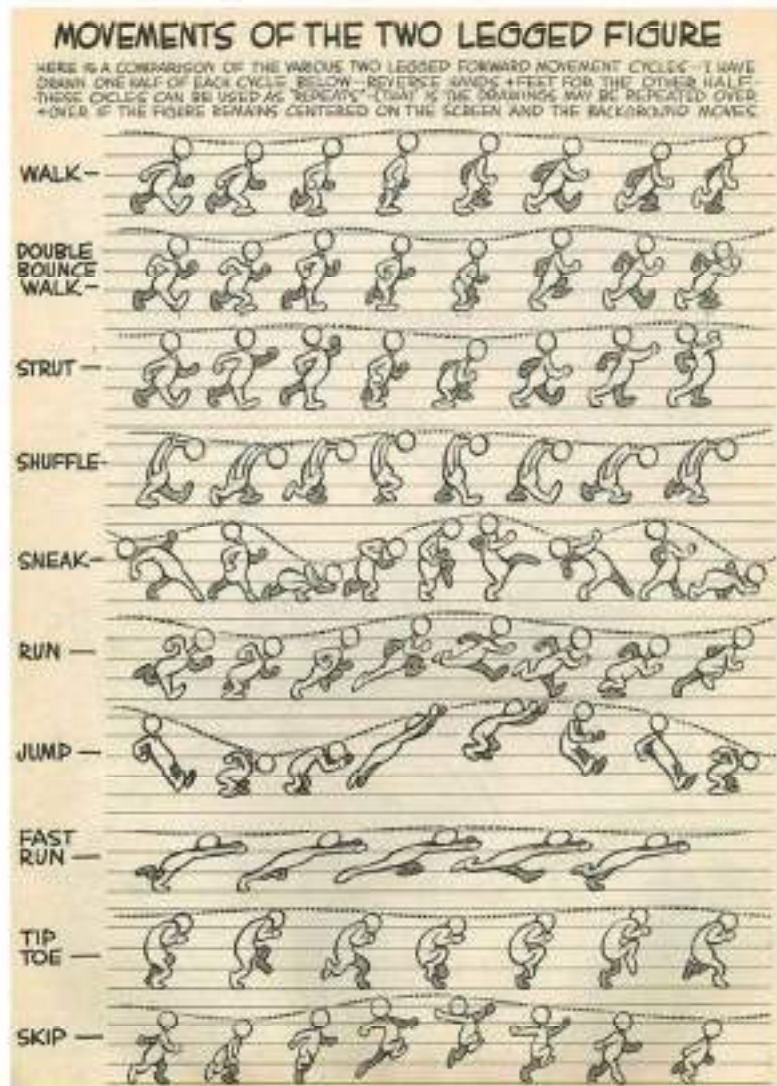 MOVEMENTS OF THE TWO LEGGED FIGURE
HERE IS A COMPARISON OF THE VARIOUS TWO LEGGED FORWARD MOVEMENT CYCLES--I HAVE
DRAWN ONE HALF OF EACH CYCLE BELOW--REVERSE HANDS + FEET FOR THE OTHER HALF-
-THESE CYCLES CAN BE USED AS "REPEATS"-(THAT IS THE DRAWINGS MAY BE REPEATED OVER
+ OVER IF THE FIGURE REMAINS CENTERED ON THE SCREEN AND THE BACKGROUND MOVES
WALK-
DOUBLE
BOUNCE
WALK-
STRUT-
SHUFFLE-
SNEAK-
RUN-
JUMP-
FAST
RUN-
TIP
TOE-
SKIP-